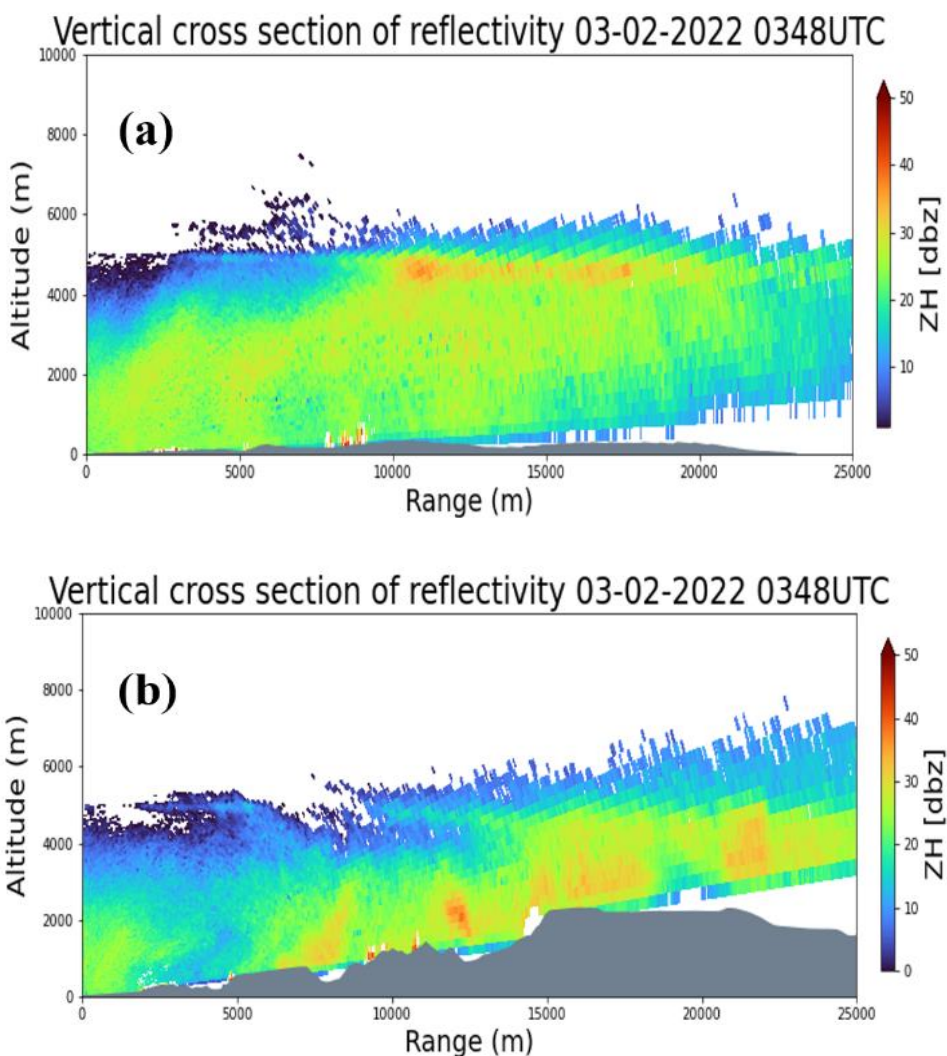 Vertical cross section of reflectivity 03-02-2022 0348UTC
(a)
10000
8000
6000
4000
2000
0
Altitude (m)
0 5000 10000 15000 20000 25000
Range (m)
50
40
30
20
10
ZH [dbz]
Vertical cross section of reflectivity 03-02-2022 0348UTC
(b)
10000
8000
6000
4000
2000
0
Altitude (m)
0 5000 10000 15000 20000 25000
Range (m)
50
40
30
20
10
0
ZH [dbz]